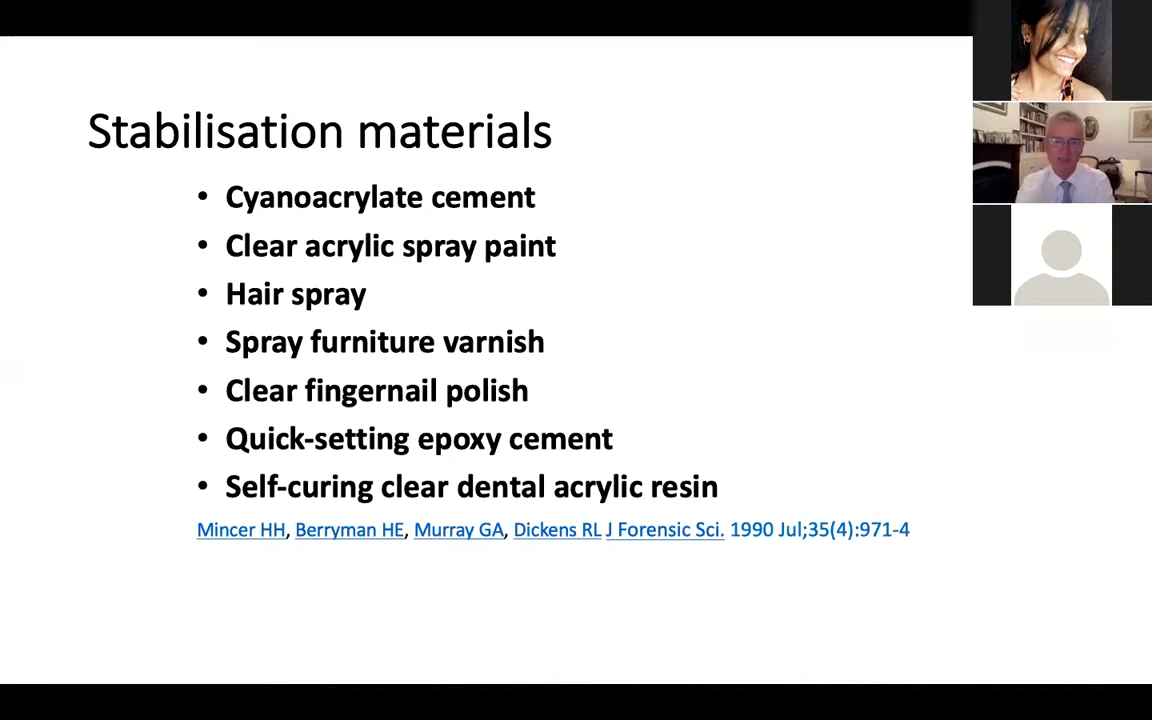 Stabilisation materials
• Cyanoacrylate cement
• Clear acrylic spray paint
• Hair spray
• Spray furniture varnish
• Clear fingernail polish
• Quick-setting epoxy cement
• Self-curing clear dental acrylic resin
Mincer HH, Berryman HE, Murray GA, Dickens RL J Forensic Sci. 1990 Jul;35(4):971-4